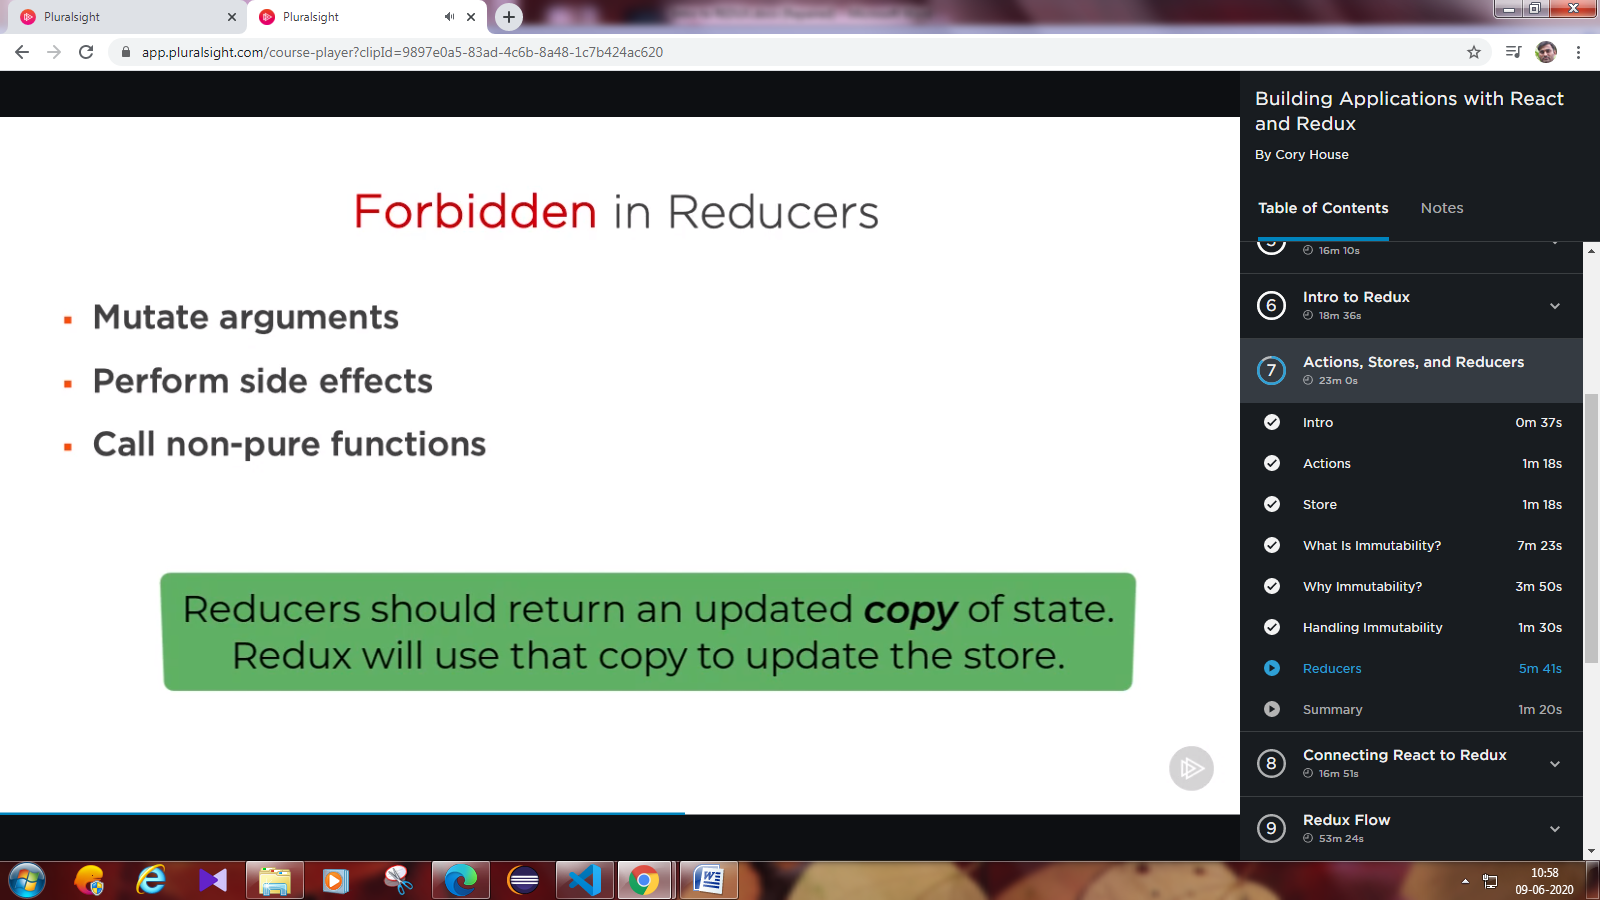 Pluralsight
Pluralsight
app.pluralsight.com/course-player?clipId=9897e0a5-83ad-4c6b-8a48-1c7b424ac620
Forbidden in Reducers
Mutate arguments
Perform side effects
Call non-pure functions
Reducers should return an updated copy of state.
Redux will use that copy to update the store.
Building Applications with React
and Redux
By Cory House
Table of Contents
Notes
16m 10s
6
Intro to Redux
18m 36s
7
Actions, Stores, and Reducers
23m 0s
Intro 0m 37s
Actions 1m 18s
Store 1m 18s
What Is Immutability? 7m 23s
Why Immutability? 3m 50s
Handling Immutability 1m 30s
Reducers 5m 41s
Summary 1m 20s
8
Connecting React to Redux
16m 51s
9
Redux Flow
53m 24s
10:58
09-06-2020